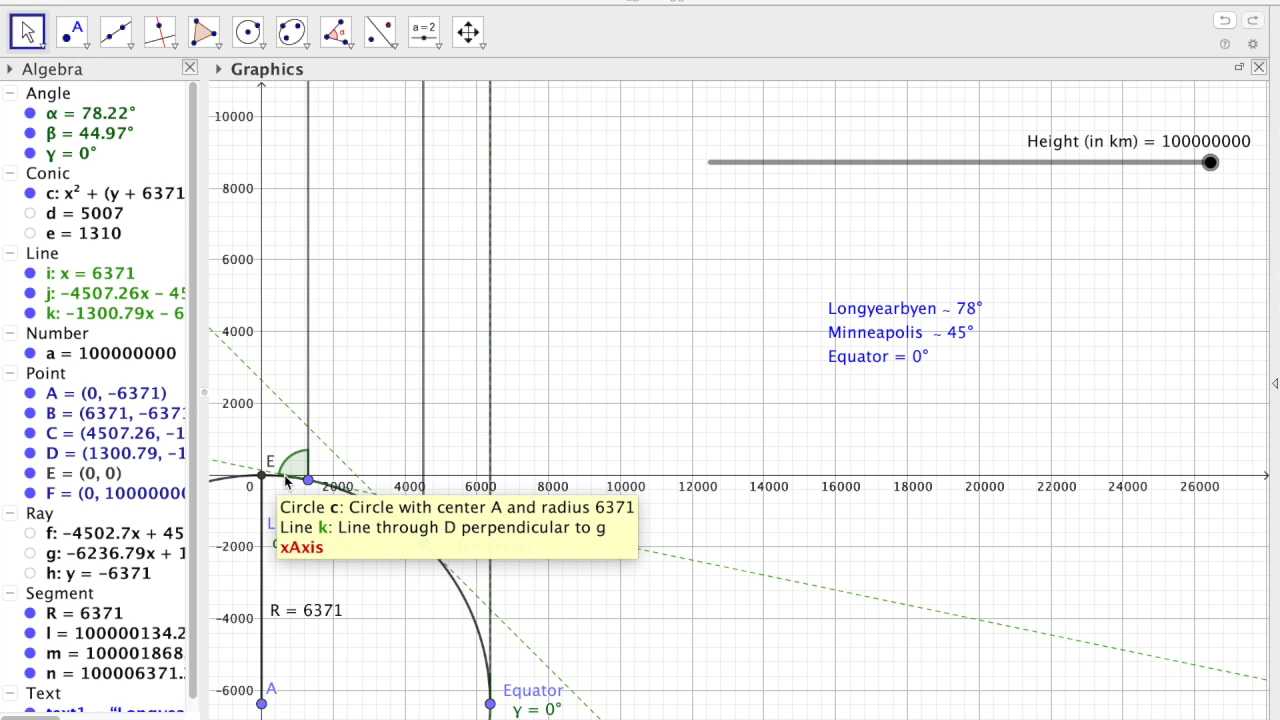 A
α
a = 2
Algebra
Graphics
Angle
α = 78.22°
β = 44.97°
γ = 0°
Conic
c: x² + (y + 6371
d = 5007
e = 1310
Line
i: x = 6371
j: -4507.26x - 45
k: -1300.79x - 6
Number
a = 100000000
Point
A = (0, -6371)
B = (6371, -6371
C = (4507.26, -1
D = (1300.79, -1
E = (0, 0)
F = (0, 10000000
Ray
f: -4502.7x + 45
g: -6236.79x + 1
h: y = -6371
Segment
R = 6371
l = 100000134.2
m = 100001868
n = 100006371.
Text
10000
8000
6000
4000
2000
0
-2000
-4000
-6000
2000
4000
6000
8000
10000
12000
14000
16000
18000
20000
22000
24000
26000
Height (in km) = 100000000
Longyearbyen ~ 78°
Minneapolis ~ 45°
Equator = 0°
E
L
Circle c: Circle with center A and radius 6371
Line k: Line through D perpendicular to g
xAxis
R = 6371
A
Equator
γ = 0°